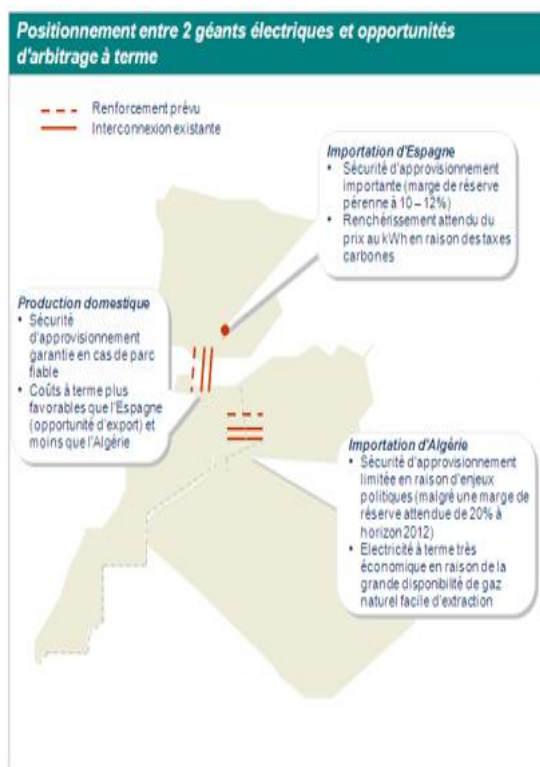 Positionnement entre 2 géants électriques et opportunités
d'arbitrage à terme
Renforcement prévu
Interconnexion existante
Importation d'Espagne
• Sécurité d'approvisionnement
importante (marge de réserve
pérenne à 10 – 12%)
• Renchérissement attendu du
prix au kWh en raison des taxes
carbones
Production domestique
• Sécurité
d'approvisionnement
garantie en cas de parc
fiable
• Coûts à terme plus
favorables que l'Espagne
(opportunité d'export) et
moins que l'Algérie
Importation d'Algérie
• Sécurité d'approvisionnement
limitée en raison d'enjeux
politiques (malgré une marge de
réserve attendue de 20% à
horizon 2012)
• Electricité à terme très
économique en raison de la
grande disponibilité de gaz
naturel facile d'extraction